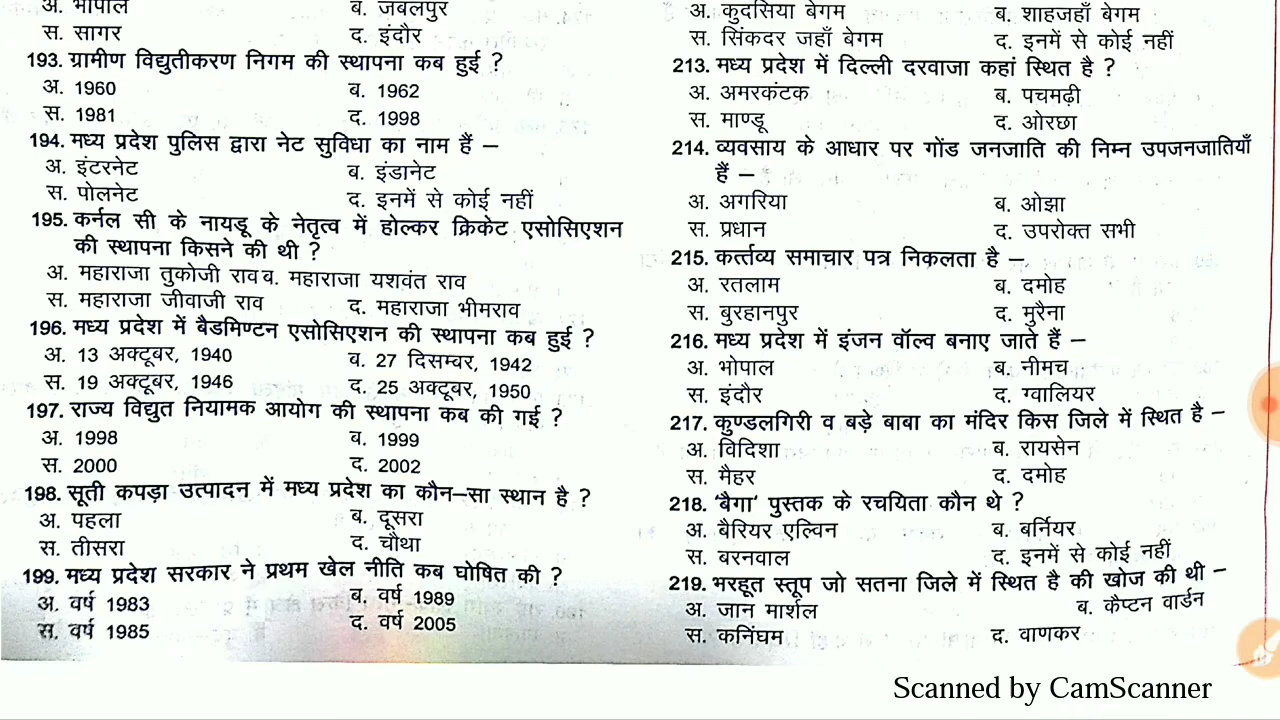 अ. भोपाल ब. जबलपुर
स. सागर द. इंदौर
193. ग्रामीण विद्युतीकरण निगम की स्थापना कब हुई ?
अ. 1960 ब. 1962
स. 1981 द. 1998
194. मध्य प्रदेश पुलिस द्वारा नेट सुविधा का नाम हैं –
अ. इंटरनेट ब. इंडानेट
स. पोलनेट द. इनमें से कोई नहीं
195. कर्नल सी के नायडू के नेतृत्व में होल्कर क्रिकेट एसोसिएशन
की स्थापना किसने की थी ?
अ. महाराजा तुकोजी राव ब. महाराजा यशवंत राव
स. महाराजा जीवाजी राव द. महाराजा भीमराव
196. मध्य प्रदेश में बैडमिण्टन एसोसिएशन की स्थापना कब हुई ?
अ. 13 अक्टूबर, 1940 ब. 27 दिसम्बर, 1942
स. 19 अक्टूबर, 1946 द. 25 अक्टूबर, 1950
197. राज्य विद्युत नियामक आयोग की स्थापना कब की गई ?
अ. 1998 ब. 1999
स. 2000 द. 2002
198. सूती कपड़ा उत्पादन में मध्य प्रदेश का कौन–सा स्थान है ?
अ. पहला ब. दूसरा
स. तीसरा द. चौथा
199. मध्य प्रदेश सरकार ने प्रथम खेल नीति कब घोषित की ?
अ. वर्ष 1983 ब. वर्ष 1989
स. वर्ष 1985 द. वर्ष 2005
अ. कुदसिया बेगम ब. शाहजहाँ बेगम
स. सिंकदर जहाँ बेगम द. इनमें से कोई नहीं
213. मध्य प्रदेश में दिल्ली दरवाजा कहां स्थित है ?
अ. अमरकंटक ब. पचमढ़ी
स. माण्डू द. ओरछा
214. व्यवसाय के आधार पर गोंड जनजाति की निम्न उपजनजातियाँ
हैं –
अ. अगरिया ब. ओझा
स. प्रधान द. उपरोक्त सभी
215. कर्त्तव्य समाचार पत्र निकलता है –
अ. रतलाम ब. दमोह
स. बुरहानपुर द. मुरैना
216. मध्य प्रदेश में इंजन वॉल्व बनाए जाते हैं –
अ. भोपाल ब. नीमच
स. इंदौर द. ग्वालियर
217. कुण्डलगिरी व बड़े बाबा का मंदिर किस जिले में स्थित है –
अ. विदिशा ब. रायसेन
स. मैहर द. दमोह
218. 'बैगा' पुस्तक के रचयिता कौन थे ?
अ. बैरियर एल्विन ब. बर्नियर
स. बरनवाल द. इनमें से कोई नहीं
219. भरहूत स्तूप जो सतना जिले में स्थित है की खोज की थी –
अ. जान मार्शल ब. कैप्टन वार्डन
स. कनिंघम द. वाणकर
Scanned by CamScanner